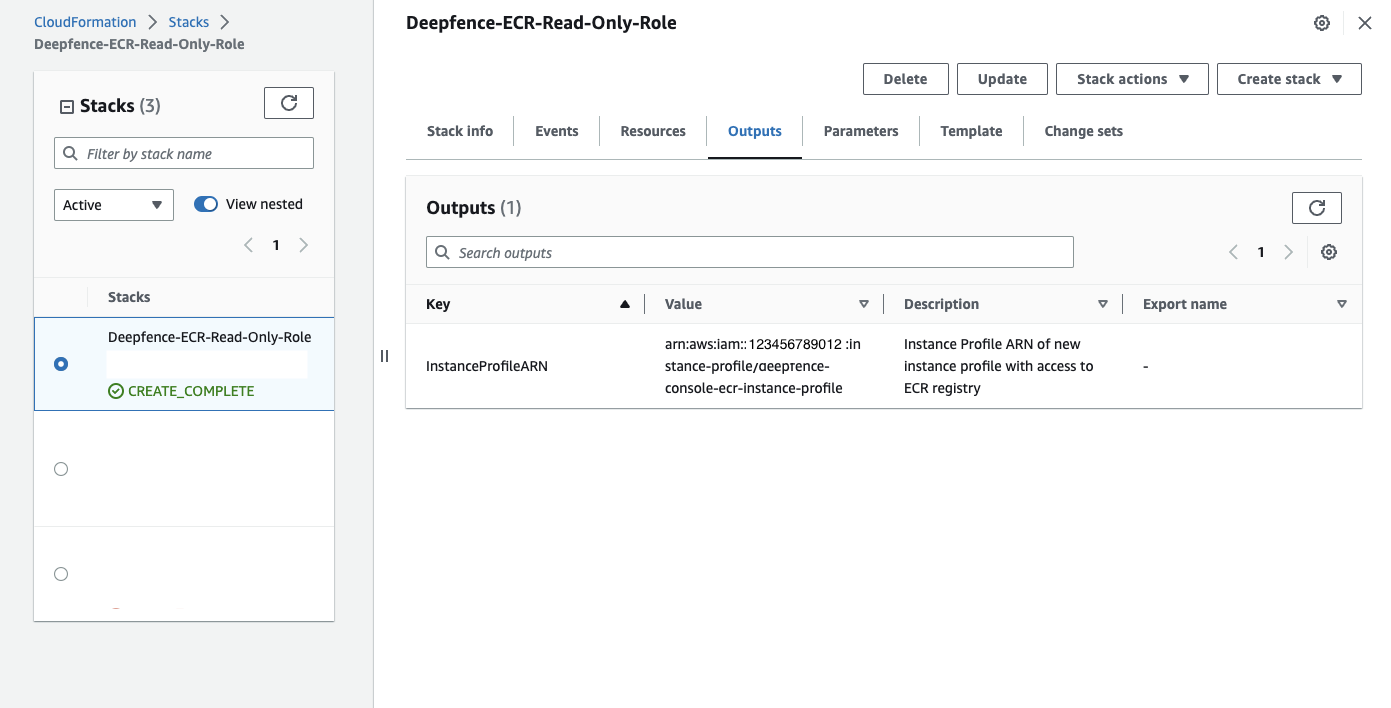 CloudFormation > Stacks >
Deepfence-ECR-Read-Only-Role
Stacks (3)
Filter by stack name
Active
View nested
1
Stacks
Deepfence-ECR-Read-Only-Role
CREATE_COMPLETE
Deepfence-ECR-Read-Only-Role
Delete
Update
Stack actions
Create stack
Stack info
Events
Resources
Outputs
Parameters
Template
Change sets
Outputs (1)
Search outputs
1
Key
Value
Description
Export name
InstanceProfileARN
arn:aws:iam::123456789012 :in
stance-profile/deepfence-
console-ecr-instance-profile
Instance Profile ARN of new
instance profile with access to
ECR registry
-